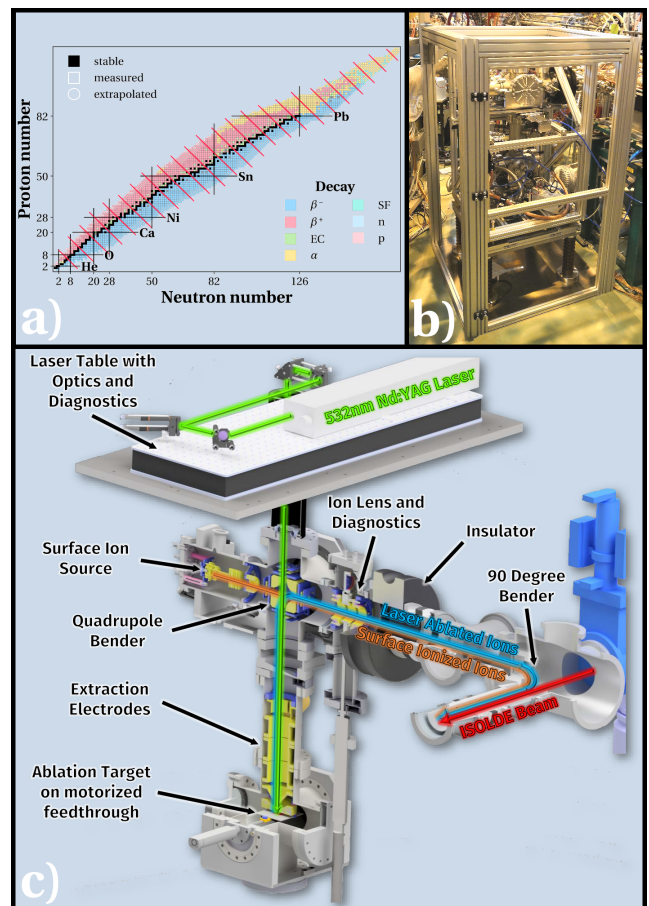 stable
measured
extrapolated
Proton number
82
50
28
20
8
2
Pb
Sn
Ni
Ca
O
He
Decay
β−
β+
EC
α
SF
n
p
2 8 20 28 50 82 126
Neutron number
a)
b)
Laser Table with
Optics and
Diagnostics
532nm Nd:YAG Laser
Ion Lens and
Diagnostics
Insulator
Surface Ion
Source
90 Degree
Bender
Quadrupole
Bender
Laser Ablated Ions
Surface Ionized Ions
ISOLDE Beam
Extraction
Electrodes
Ablation Target
on motorized
feedthrough
c)